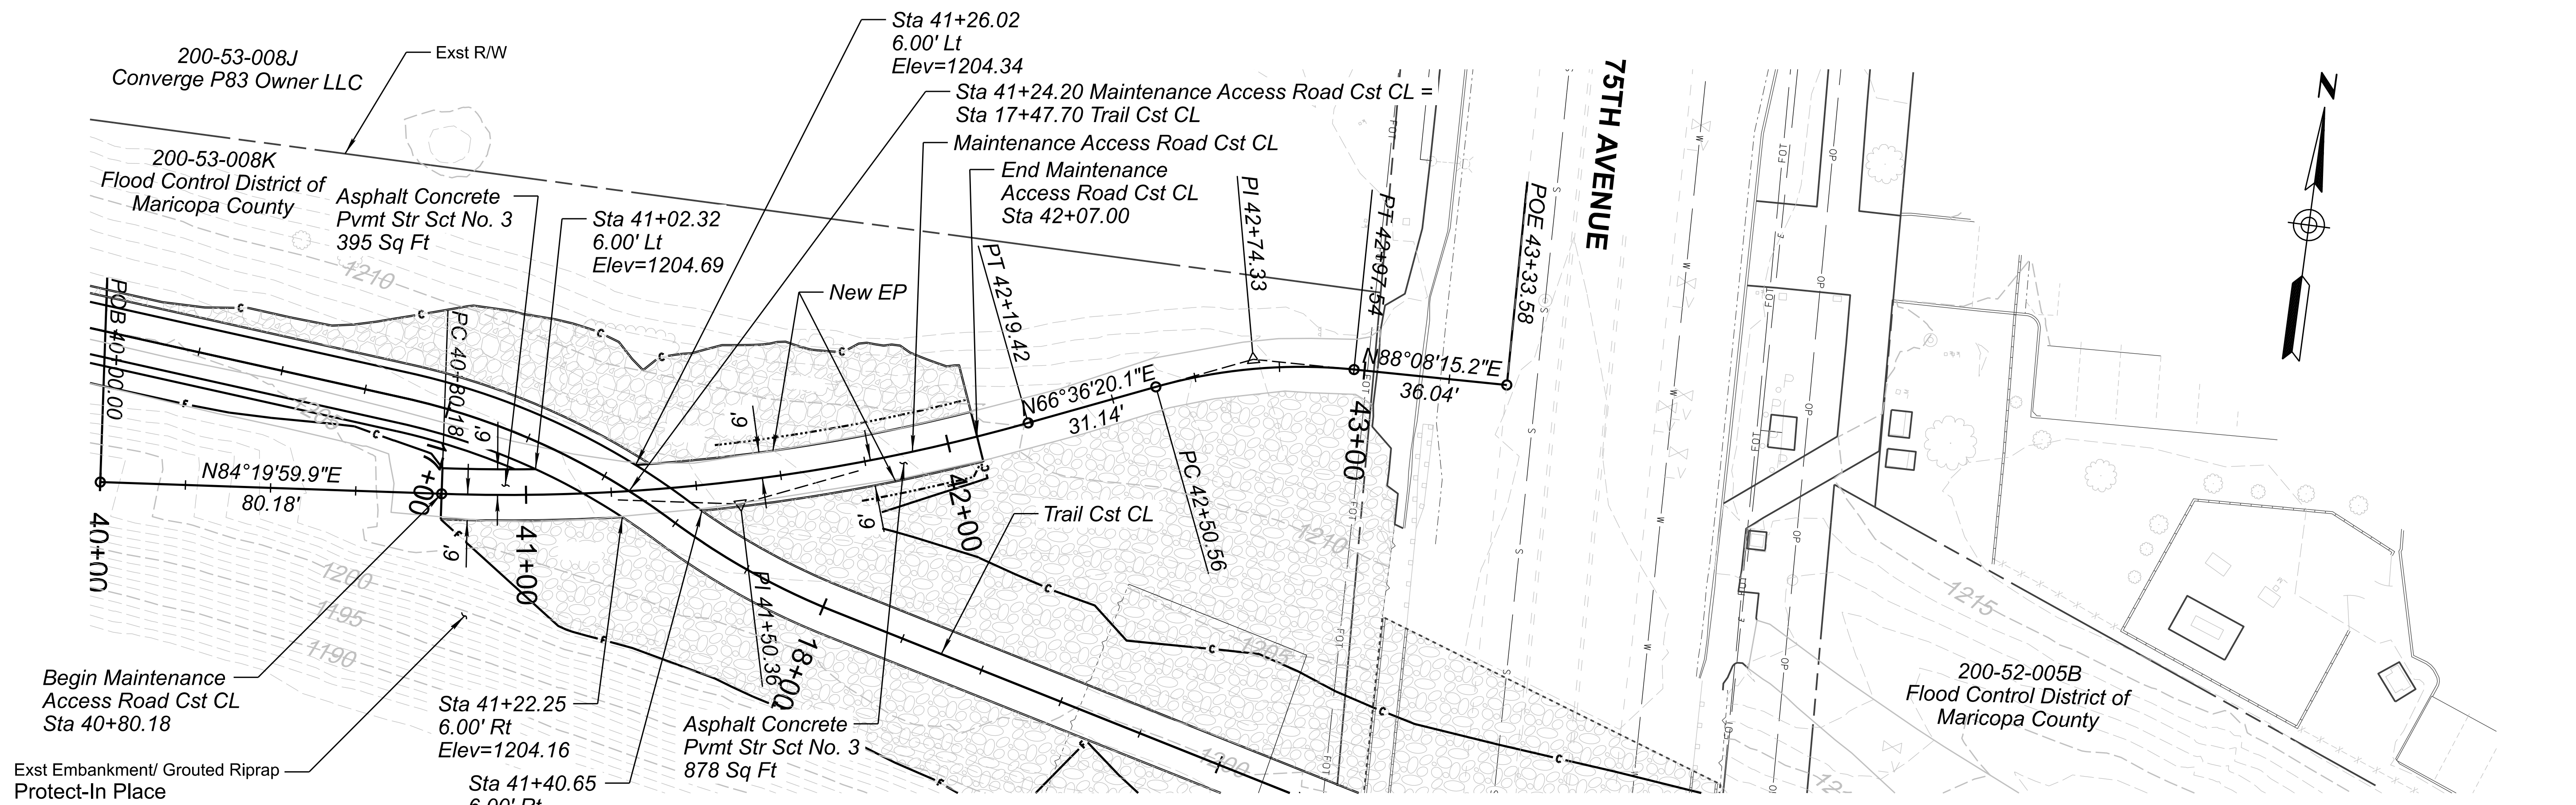 200-53-008J
Converge P83 Owner LLC
Exst R/W
Sta 41+26.02
6.00' Lt
Elev=1204.34
Sta 41+24.20 Maintenance Access Road Cst CL =
Sta 17+47.70 Trail Cst CL
Maintenance Access Road Cst CL
End Maintenance
Access Road Cst CL
Sta 42+07.00
75TH AVENUE
N
200-53-008K
Flood Control District of
Maricopa County
Asphalt Concrete
Pvmt Str Sct No. 3
395 Sq Ft
Sta 41+02.32
6.00' Lt
Elev=1204.69
New EP
1210
1205
POB 40+00.00
PC 40+80.18
PT 42+19.42
PI 42+74.33
PT 42+97.54
POE 43+33.58
N84°19'59.9"E
80.18'
N66°36'20.1"E
31.14'
N88°08'15.2"E
36.04'
6'
6'
6'
6'
40+00
+00
41+00
42+00
43+00
PC 42+50.56
PI 41+50.36
18+00
Trail Cst CL
1210
1205
1200
1200
1195
1190
1215
Begin Maintenance
Access Road Cst CL
Sta 40+80.18
Exst Embankment/ Grouted Riprap
Protect-In Place
Sta 41+22.25
6.00' Rt
Elev=1204.16
Sta 41+40.65
6.00' Rt
Asphalt Concrete
Pvmt Str Sct No. 3
878 Sq Ft
200-52-005B
Flood Control District of
Maricopa County